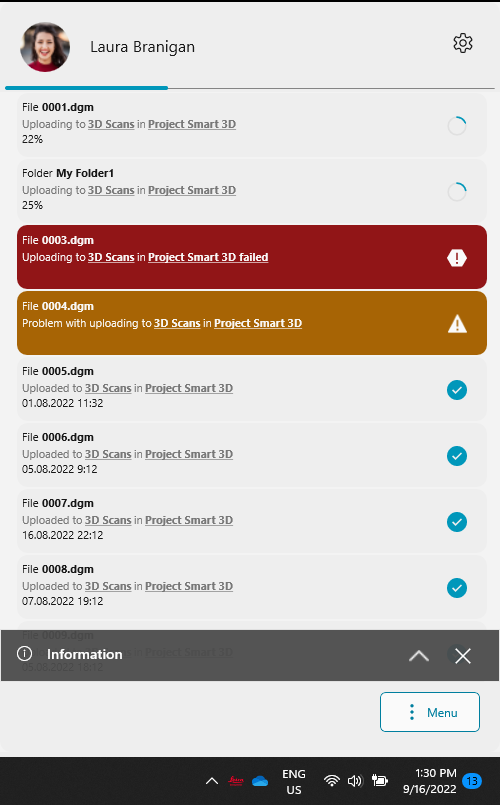 Laura Branigan
File 0001.dgm
Uploading to 3D Scans in Project Smart 3D
22%
Folder My Folder1
Uploading to 3D Scans in Project Smart 3D
25%
File 0003.dgm
Uploading to 3D Scans in Project Smart 3D failed
File 0004.dgm
Problem with uploading to 3D Scans in Project Smart 3D
File 0005.dgm
Uploaded to 3D Scans in Project Smart 3D
01.08.2022 11:32
File 0006.dgm
Uploaded to 3D Scans in Project Smart 3D
05.08.2022 9:12
File 0007.dgm
Uploaded to 3D Scans in Project Smart 3D
16.08.2022 22:12
File 0008.dgm
Uploaded to 3D Scans in Project Smart 3D
07.08.2022 19:12
File 0009.dgm
Uploaded to 3D Scans in Project Smart 3D
Information
Menu
ENG
US
1:30 PM
9/16/2022
13